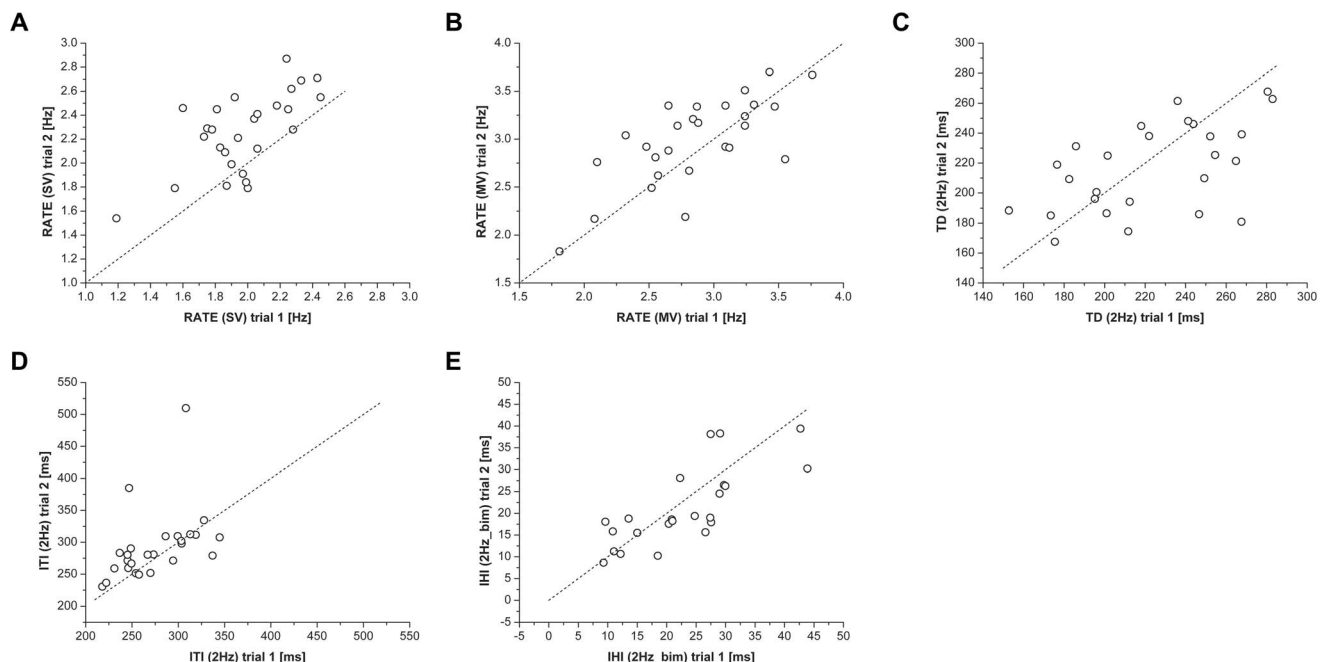 A
3.0
2.8
2.6
2.4
2.2
2.0
1.8
1.6
1.4
1.2
1.0
RATE (SV) trial 2 [Hz]
1.0 1.2 1.4 1.6 1.8 2.0 2.2 2.4 2.6 2.8 3.0
RATE (SV) trial 1 [Hz]
B
4.0
3.5
3.0
2.5
2.0
1.5
RATE (MV) trial 2 [Hz]
1.5 2.0 2.5 3.0 3.5 4.0
RATE (MV) trial 1 [Hz]
C
300
280
260
240
220
200
180
160
140
TD (2Hz) trial 2 [ms]
140 160 180 200 220 240 260 280 300
TD (2Hz) trial 1 [ms]
D
550
500
450
400
350
300
250
200
ITI (2Hz) trial 2 [ms]
200 250 300 350 400 450 500 550
ITI (2Hz) trial 1 [ms]
E
50
45
40
35
30
25
20
15
10
5
0
-5
IHI (2Hz_bim) trial 2 [ms]
-5 0 5 10 15 20 25 30 35 40 45 50
IHI (2Hz_bim) trial 1 [ms]